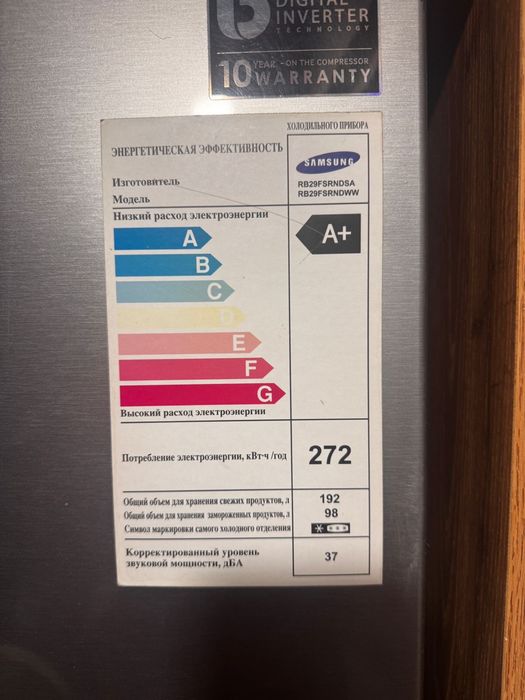 DIGITAL
INVERTER
TECHNOLOGY
10 YEAR - ON THE COMPRESSOR
WARRANTY
ЭНЕРГЕТИЧЕСКАЯ ЭФФЕКТИВНОСТЬ
ХОЛОДИЛЬНОГО ПРИБОРА
SAMSUNG
Изготовитель
RB29FSRNDSA
Модель
RB29FSRNDWW
Низкий расход электроэнергии
A
A+
B
C
D
E
F
G
Высокий расход электроэнергии
Потребление электроэнергии, кВт·ч /год
272
Общий объем для хранения свежих продуктов, л
192
Общий объем для хранения замороженных продуктов, л
98
Символ маркировки самого холодного отделения
Корректированный уровень
звуковой мощности, дБА
37